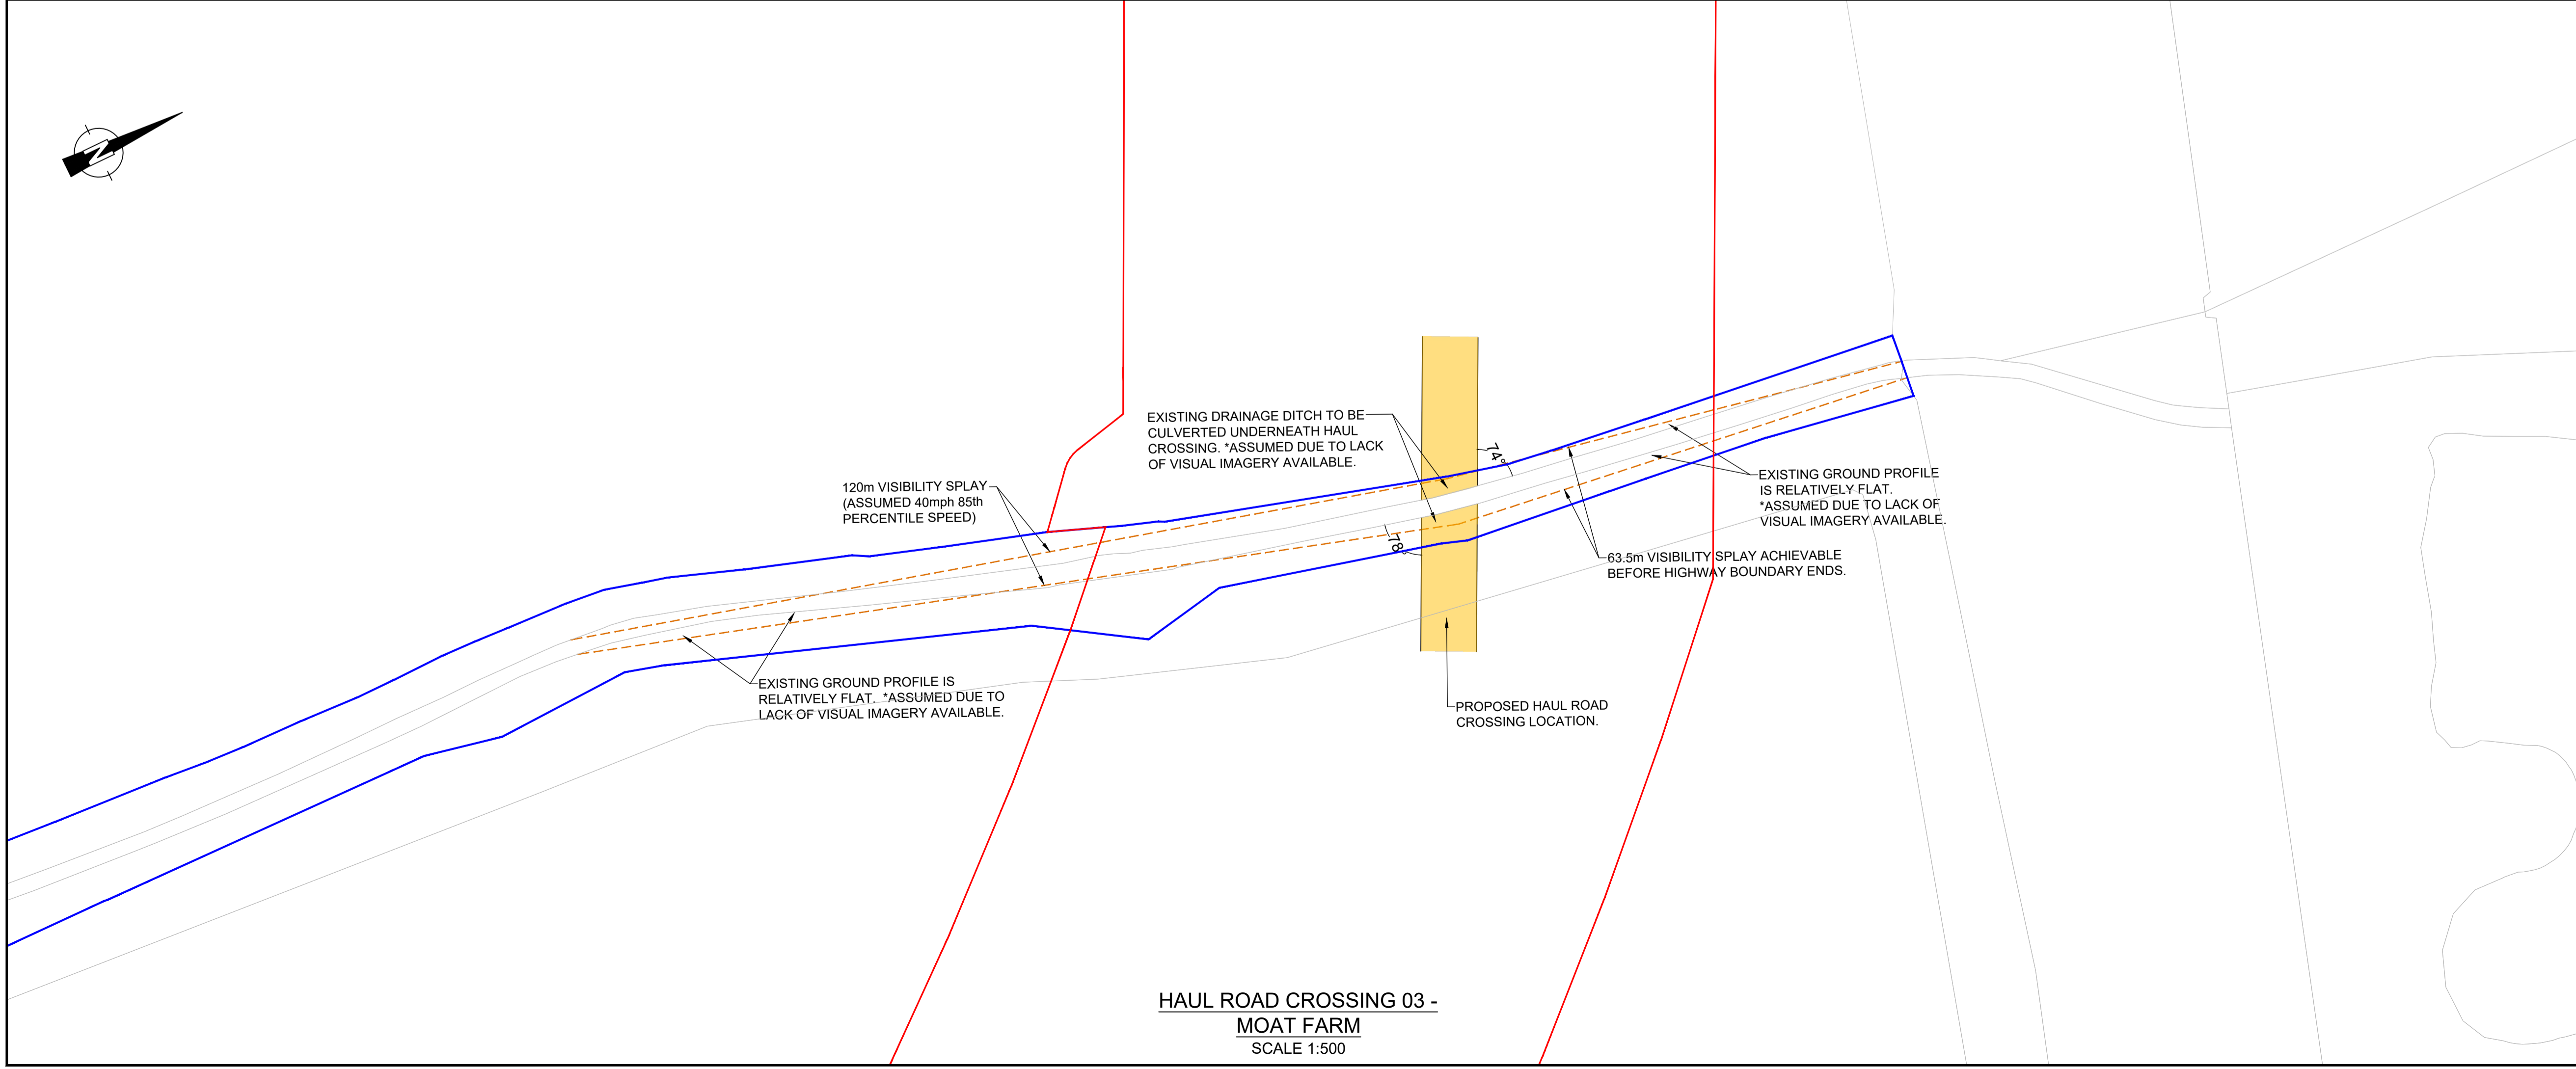 N
EXISTING DRAINAGE DITCH TO BE
CULVERTED UNDERNEATH HAUL
CROSSING. *ASSUMED DUE TO LACK
OF VISUAL IMAGERY AVAILABLE.
74°
120m VISIBILITY SPLAY
(ASSUMED 40mph 85th
PERCENTILE SPEED)
EXISTING GROUND PROFILE
IS RELATIVELY FLAT.
*ASSUMED DUE TO LACK OF
VISUAL IMAGERY AVAILABLE.
78°
63.5m VISIBILITY SPLAY ACHIEVABLE
BEFORE HIGHWAY BOUNDARY ENDS.
EXISTING GROUND PROFILE IS
RELATIVELY FLAT. *ASSUMED DUE TO
LACK OF VISUAL IMAGERY AVAILABLE.
PROPOSED HAUL ROAD
CROSSING LOCATION.
HAUL ROAD CROSSING 03 -
MOAT FARM
SCALE 1:500